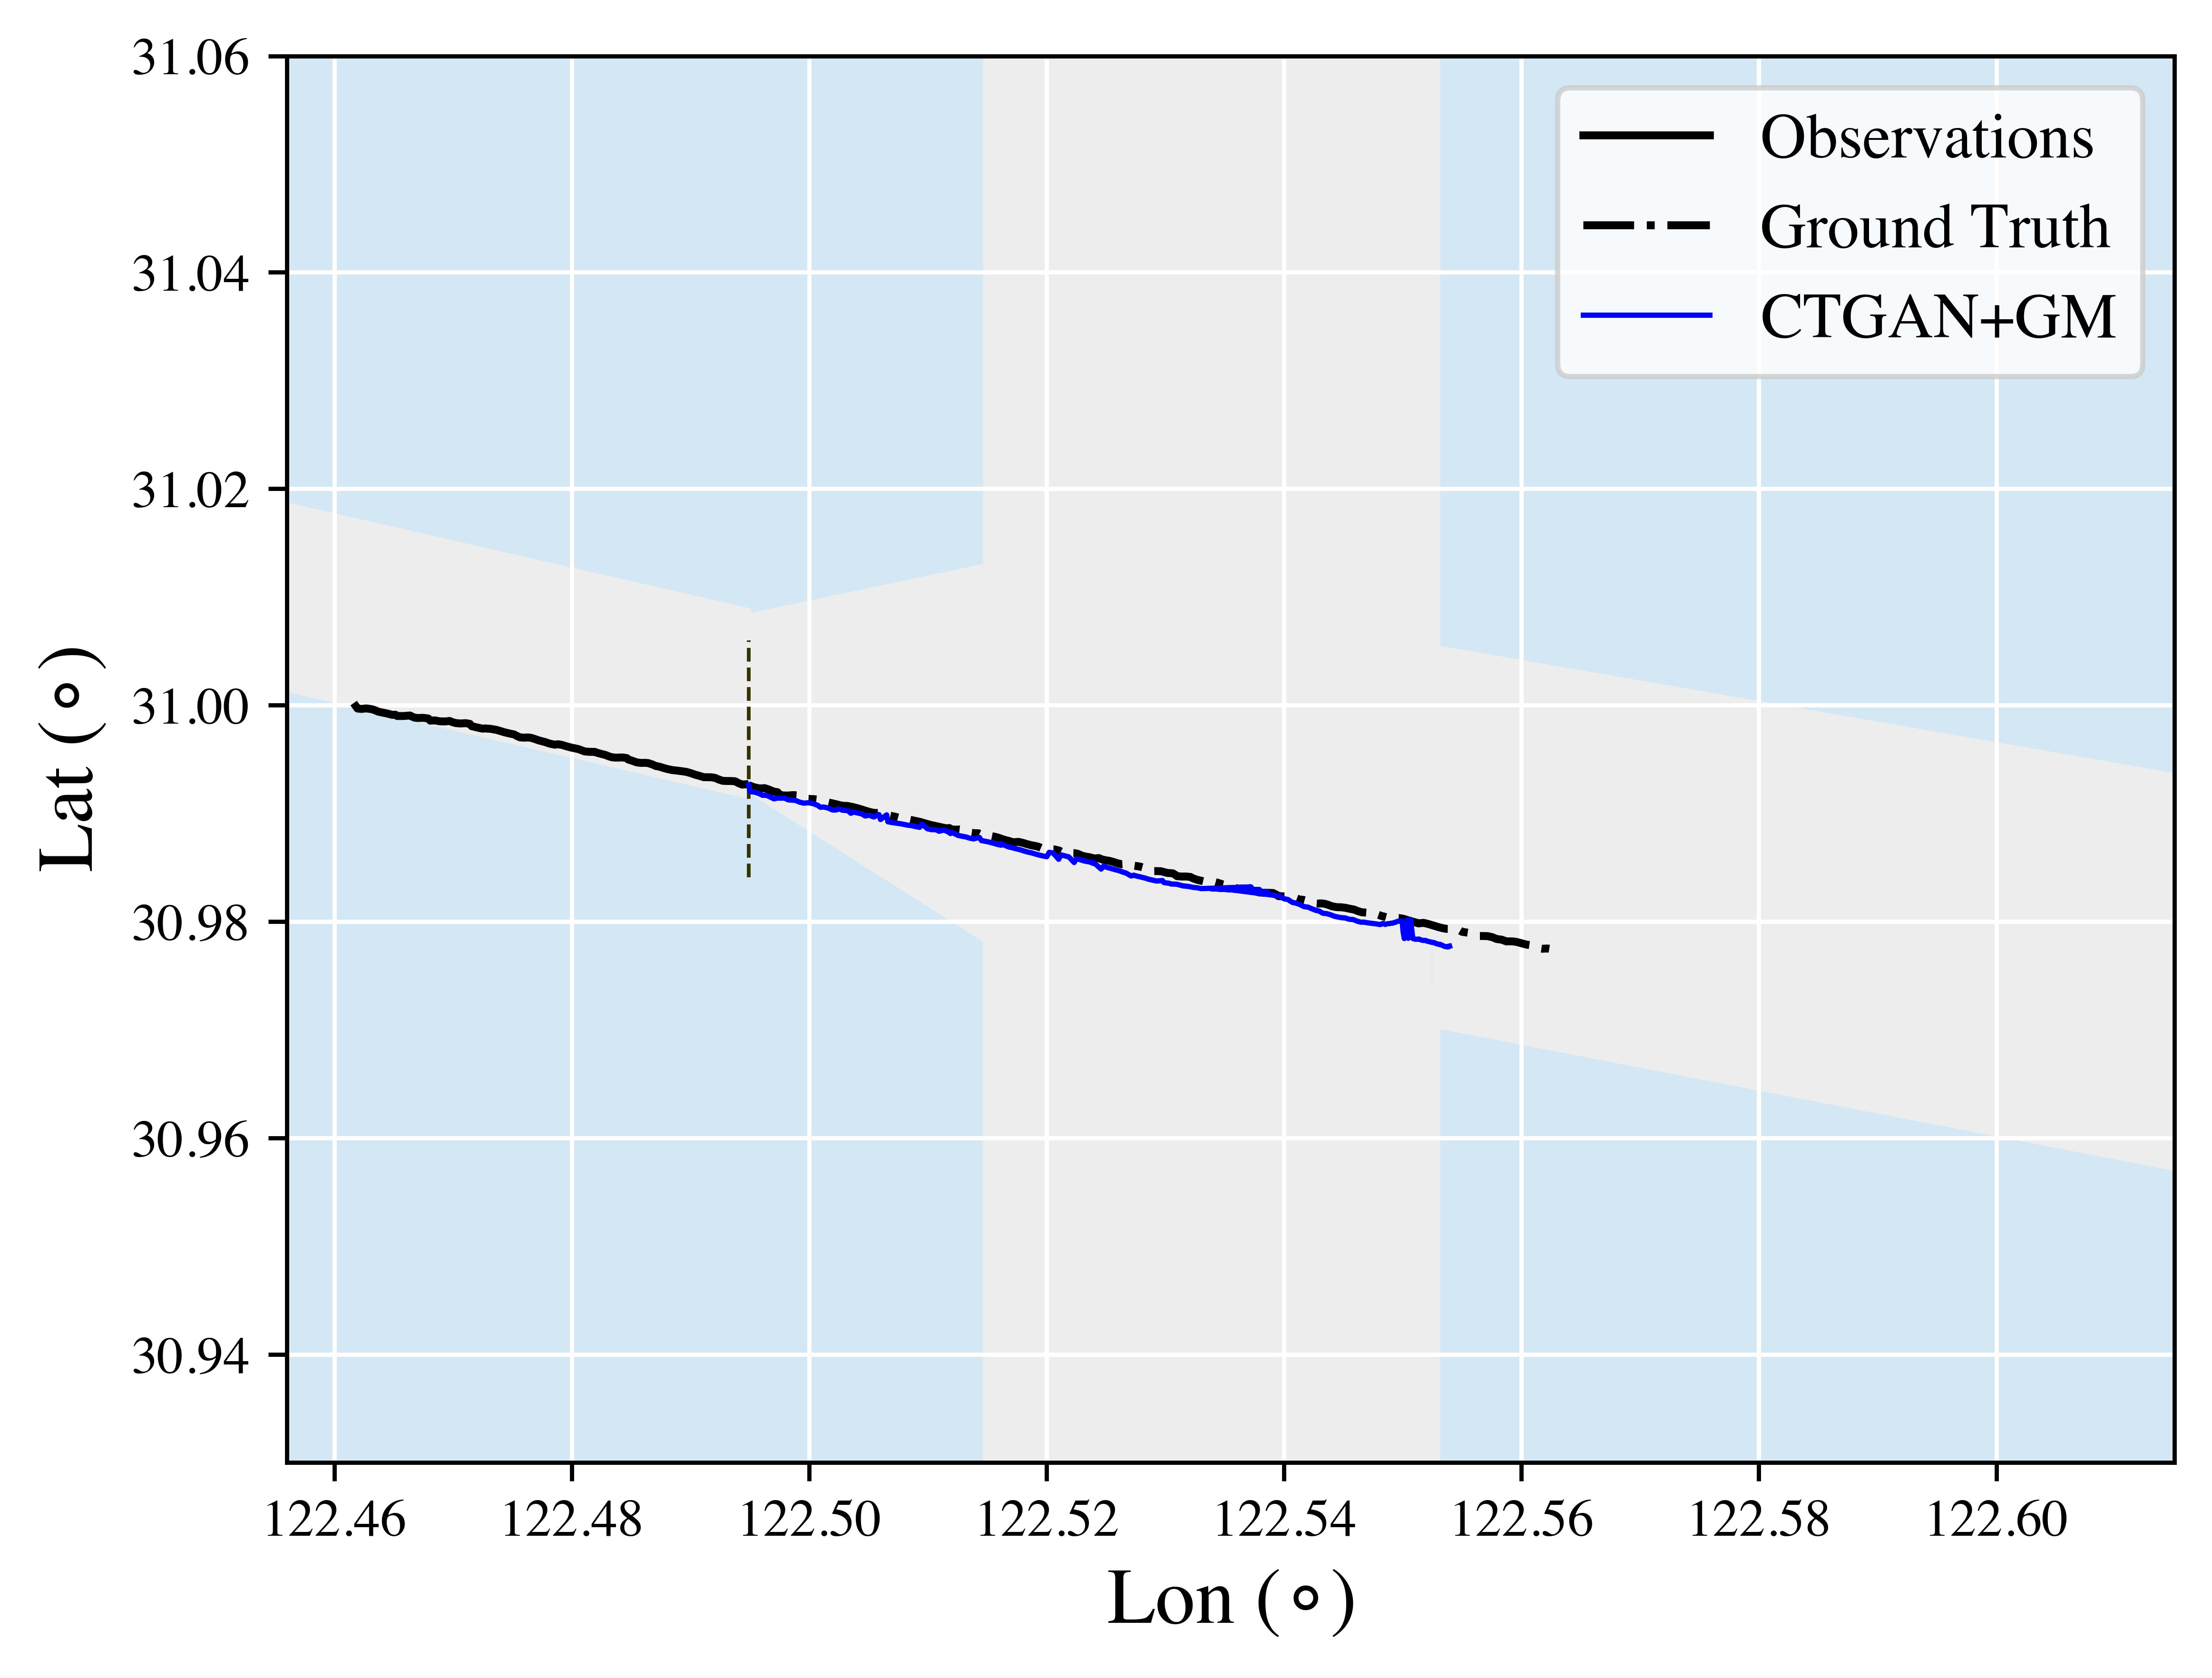 31.06
31.04
31.02
31.00
30.98
30.96
30.94
Lat (∘)
Observations
Ground Truth
CTGAN+GM
122.46 122.48 122.50 122.52 122.54 122.56 122.58 122.60
Lon (∘)